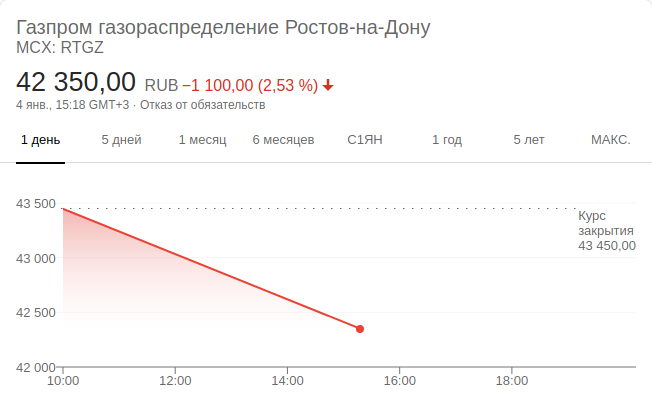 Газпром газораспределение Ростов-на-Дону
MCX: RTGZ
42 350,00 RUB −1 100,00 (2,53 %)
4 янв., 15:18 GMT+3 · Отказ от обязательств
1 день 5 дней 1 месяц 6 месяцев С1ЯН 1 год 5 лет МАКС.
43 500
Курс
закрытия
43 450,00
43 000
42 500
42 000
10:00 12:00 14:00 16:00 18:00